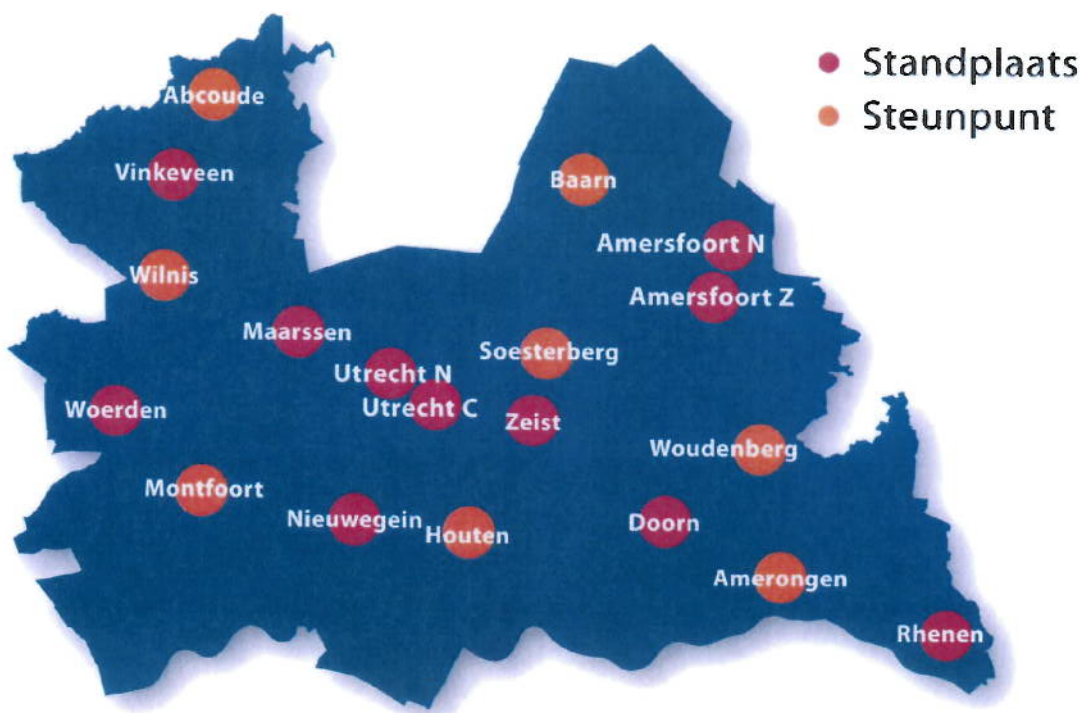 Standplaats
Steunpunt
Abcoude
Vinkeveen
Baarn
Amersfoort N
Wilnis
Amersfoort Z
Maarssen
Soesterberg
Utrecht N
Utrecht C
Woerden
Zeist
Woudenberg
Montfoort
Nieuwegein
Doorn
Houten
Amerongen
Rhenen